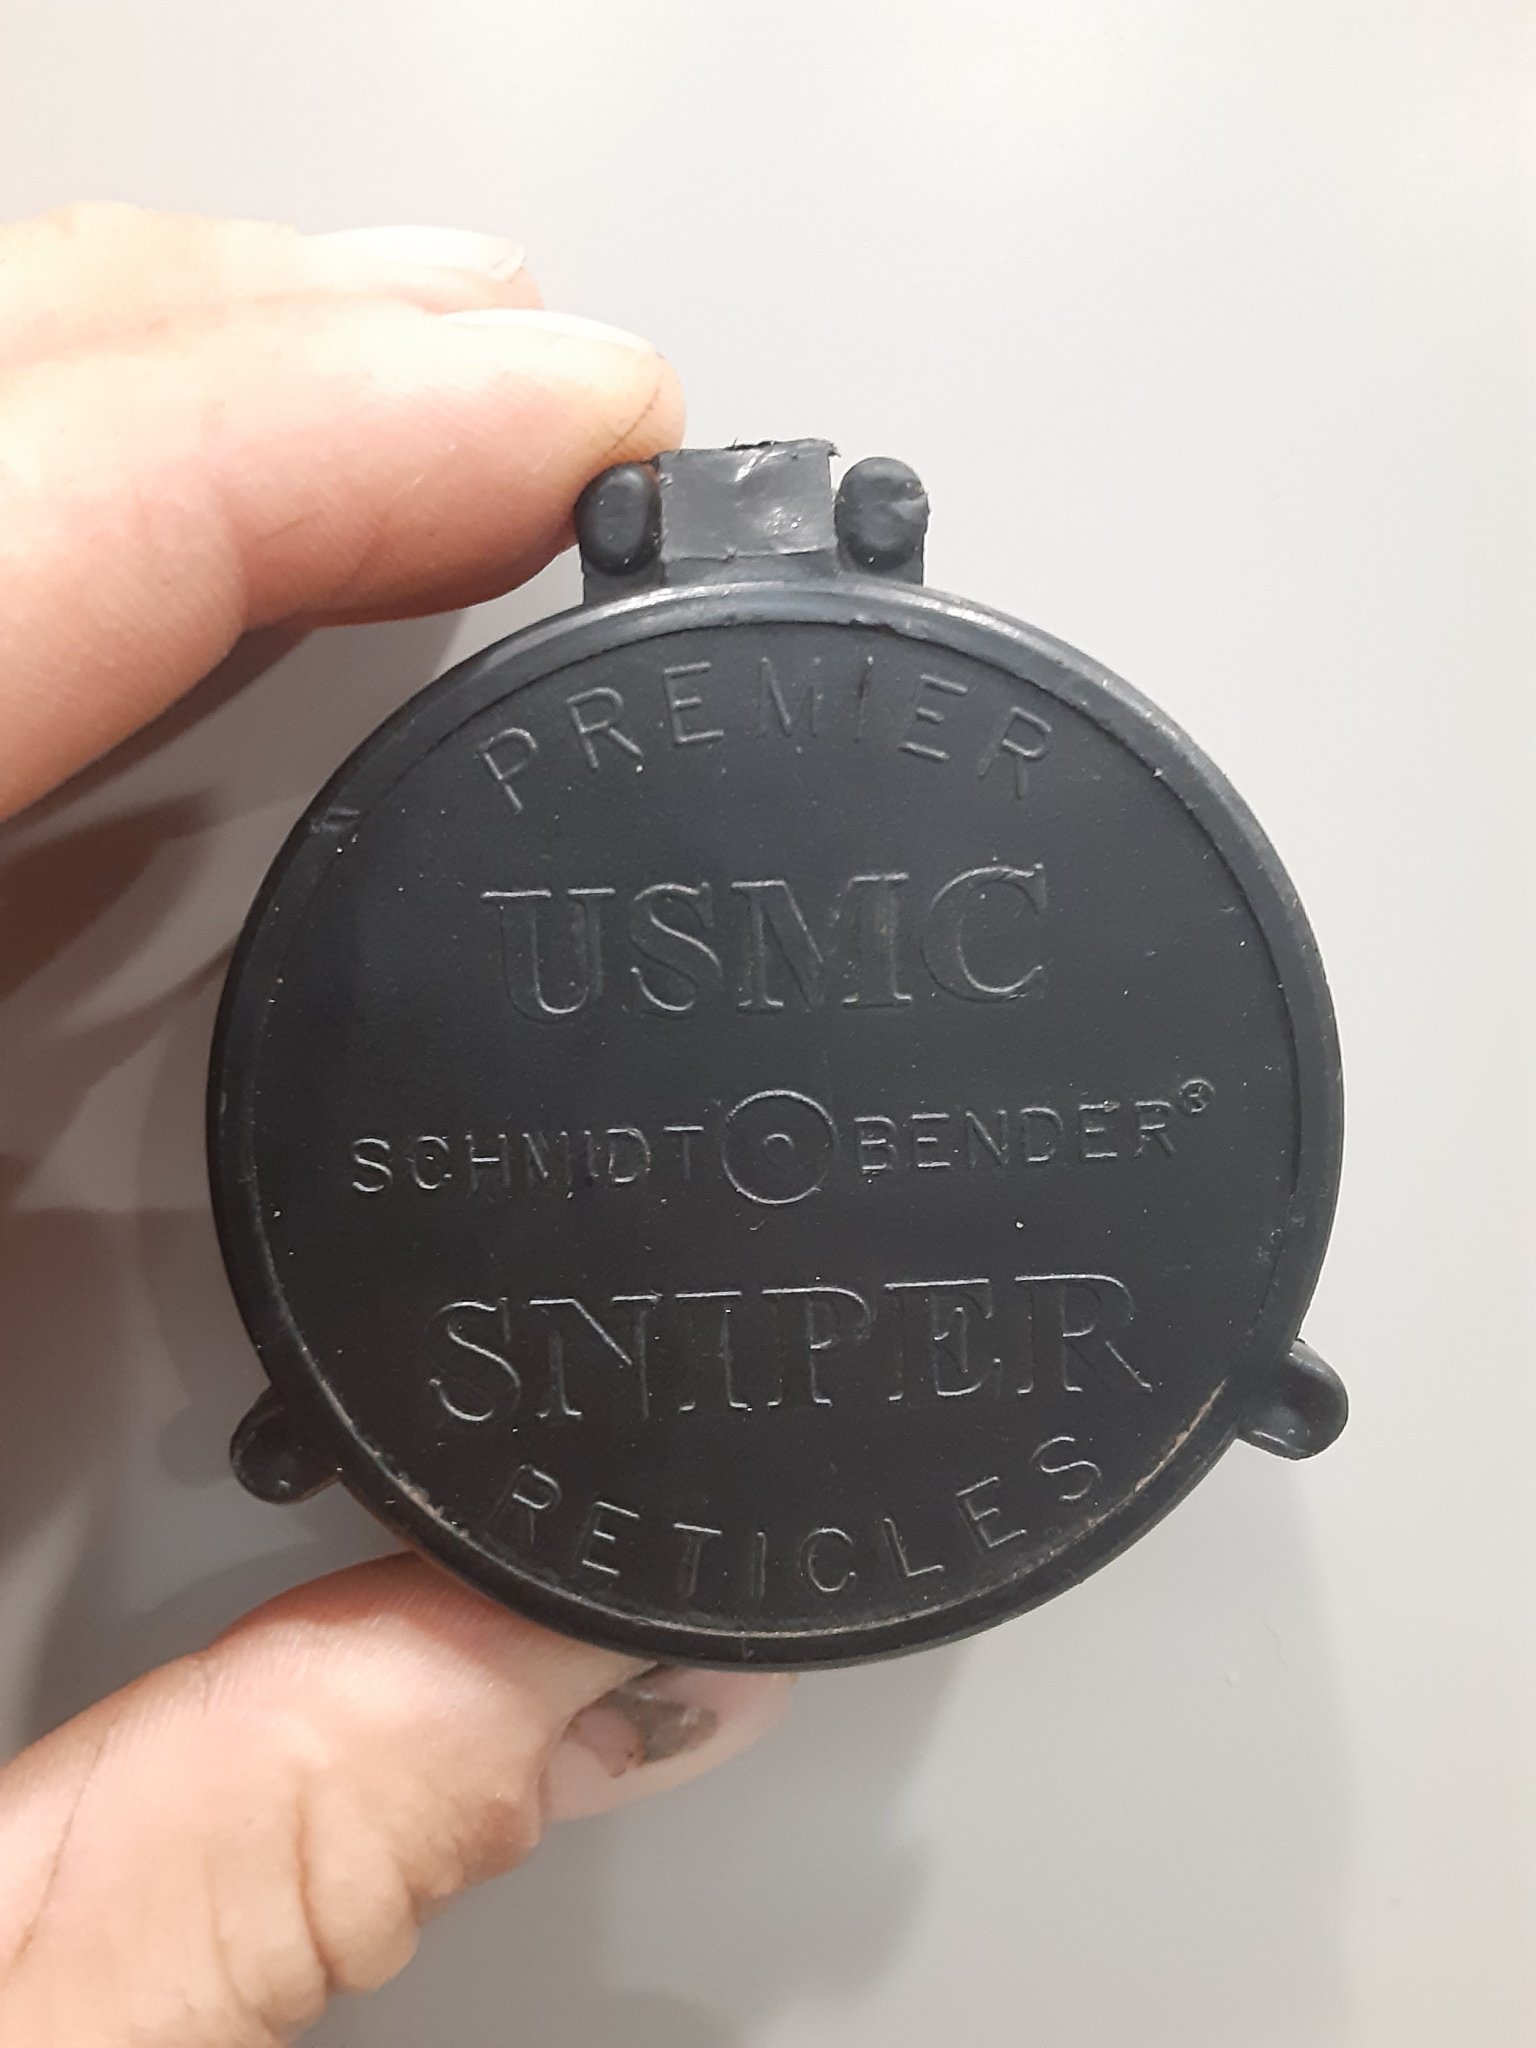 PREMIER
USMC
SCHMIDT BENDER®
SNIPER
RETICLES